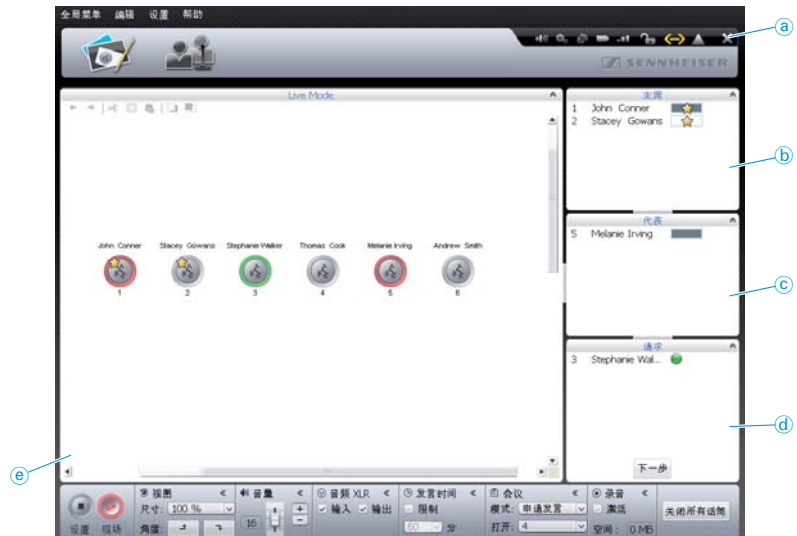 全局菜单 编辑 设置 帮助
a
SENNHEISER
Live Mode
主席
1 John Conner
2 Stacey Gowans
b
代表
5 Melanie Irving
c
John Conner Stacey Gowans Stephanie Walker Thomas Cook Melanie Irving Andrew Smith
1 2 3 4 5 6
请求
3 Stephanie Wal...
d
下一步
e
视图 音量 音频 XLR 发言时间 会议 录音
尺寸: 100 % 输入 输出 限制 模式: 申请发言 激活
设置 现场 角度: 16 60 分 打开: 4 空间: 0 MB
关闭所有话筒